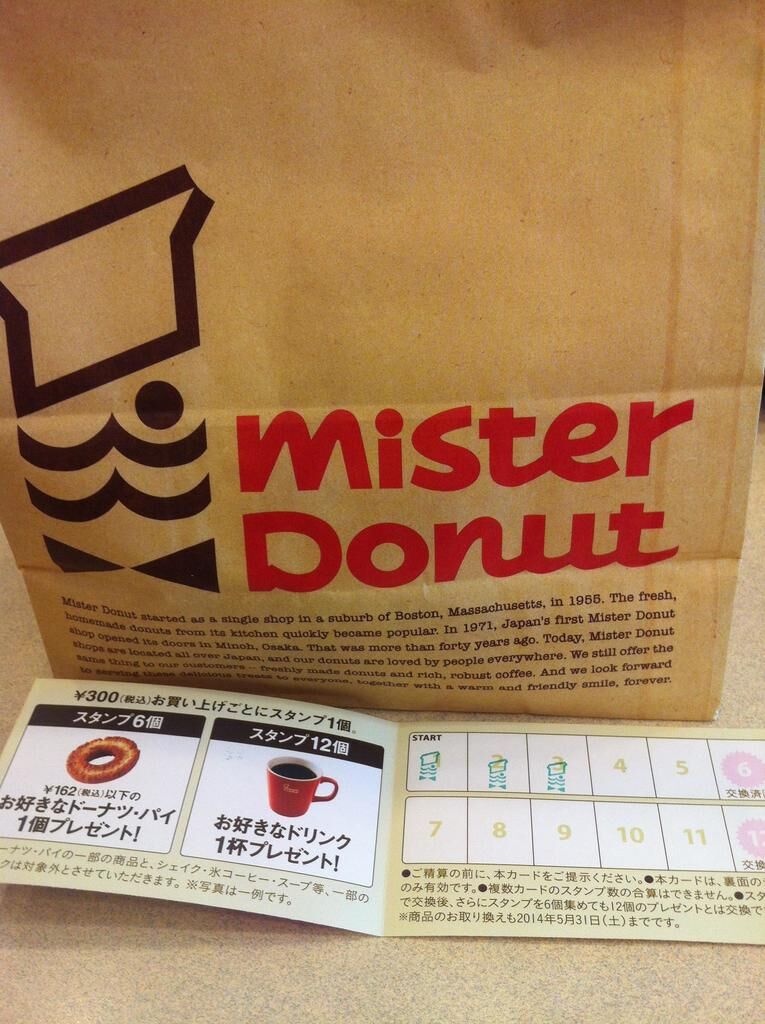 mister
Donut
Mister Donut started as a single shop in a suburb of Boston, Massachusetts, in 1955. The fresh,
homemade donuts from its kitchen quickly became popular. In 1971, Japan's first Mister Donut
shop opened its doors in Minoh, Osaka. That was more than forty years ago. Today, Mister Donut
shops are located all over Japan, and our donuts are loved by people everywhere. We still offer the
same thing to our customers -- freshly made donuts and rich, robust coffee. And we look forward
to serving these delicious treats to everyone, together with a warm and friendly smile, forever.
¥300(税込)お買い上げごとにスタンプ1個。
スタンプ6個
¥162(税込)以下の
お好きなドーナツ・パイ
1個プレゼント!
スタンプ12個
お好きなドリンク
1杯プレゼント!
ーナツ・パイの一部の商品と、シェイク・氷コーヒー・スープ等、一部の
クは対象外とさせていただきます。※写真は一例です。
START
1 2 3 4 5 6
交換済
7 8 9 10 11 12
交換
●ご精算の前に、本カードをご提示ください。●本カードは、裏面の
のみ有効です。●複数カードのスタンプ数の合算はできません。●スタ
で交換後、さらにスタンプを6個集めても12個のプレゼントとは交換で
※商品のお取り換えも2014年5月31日(土)までです。